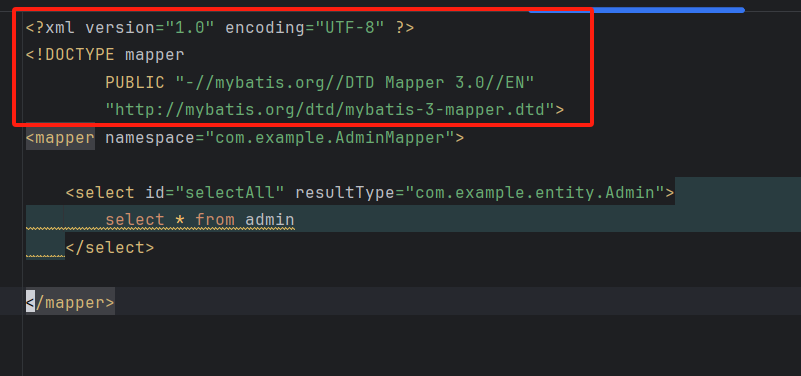 <?xml version="1.0" encoding="UTF-8" ?>
<!DOCTYPE mapper
        PUBLIC "-//mybatis.org//DTD Mapper 3.0//EN"
        "http://mybatis.org/dtd/mybatis-3-mapper.dtd">
<mapper namespace="com.example.AdminMapper">
    <select id="selectAll" resultType="com.example.entity.Admin">
        select * from admin
    </select>
</mapper>